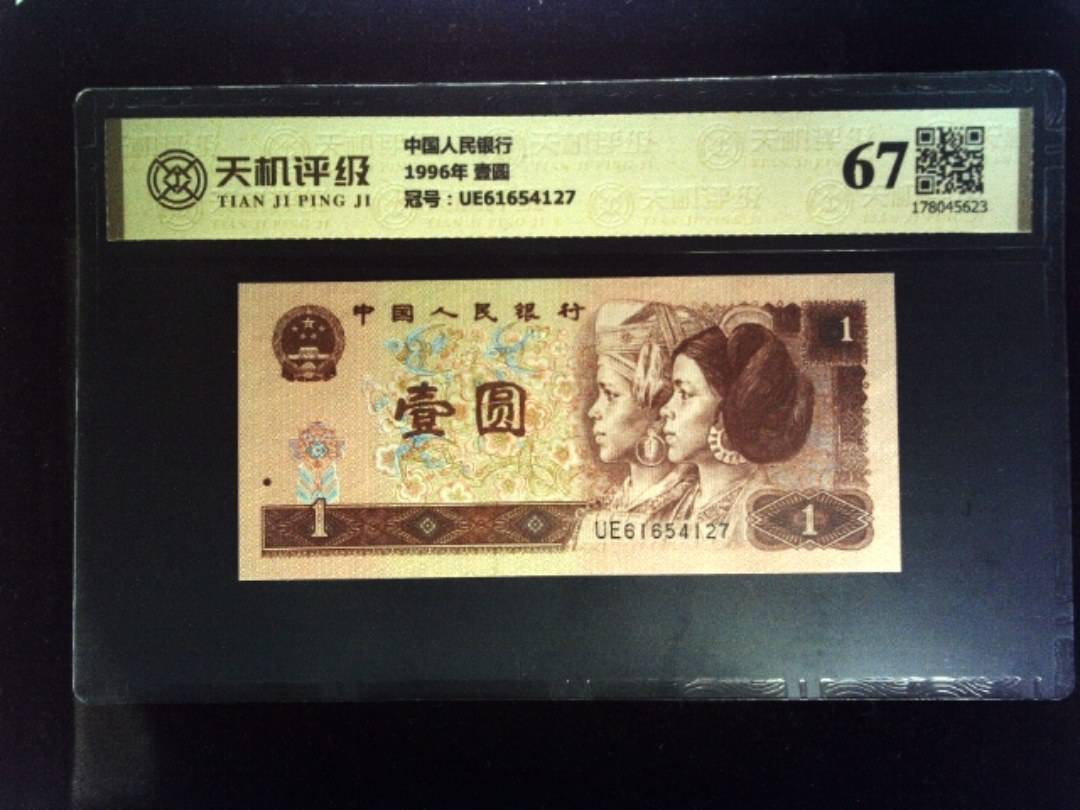 天机评级
TIAN JI PING JI
中国人民银行
1996年 壹圆
冠号：UE61654127
67
178045623
中国人民银行
1
壹圆
1
UE61654127
1